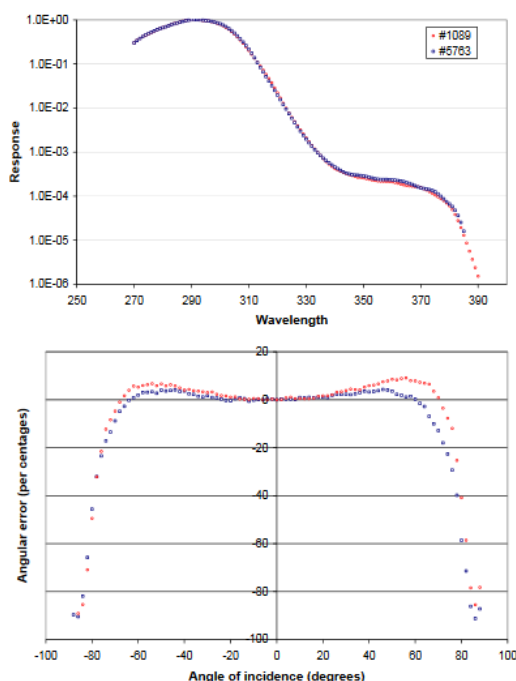 1.0E+00
#1089
#5763
1.0E-01
1.0E-02
Response
1.0E-03
1.0E-04
1.0E-05
1.0E-06
250 270 290 310 330 350 370 390
Wavelength
20
0
-20
-40
-60
-80
-100
Angular error (per centages)
-100 -80 -60 -40 -20 0 20 40 60 80 100
Angle of incidence (degrees)